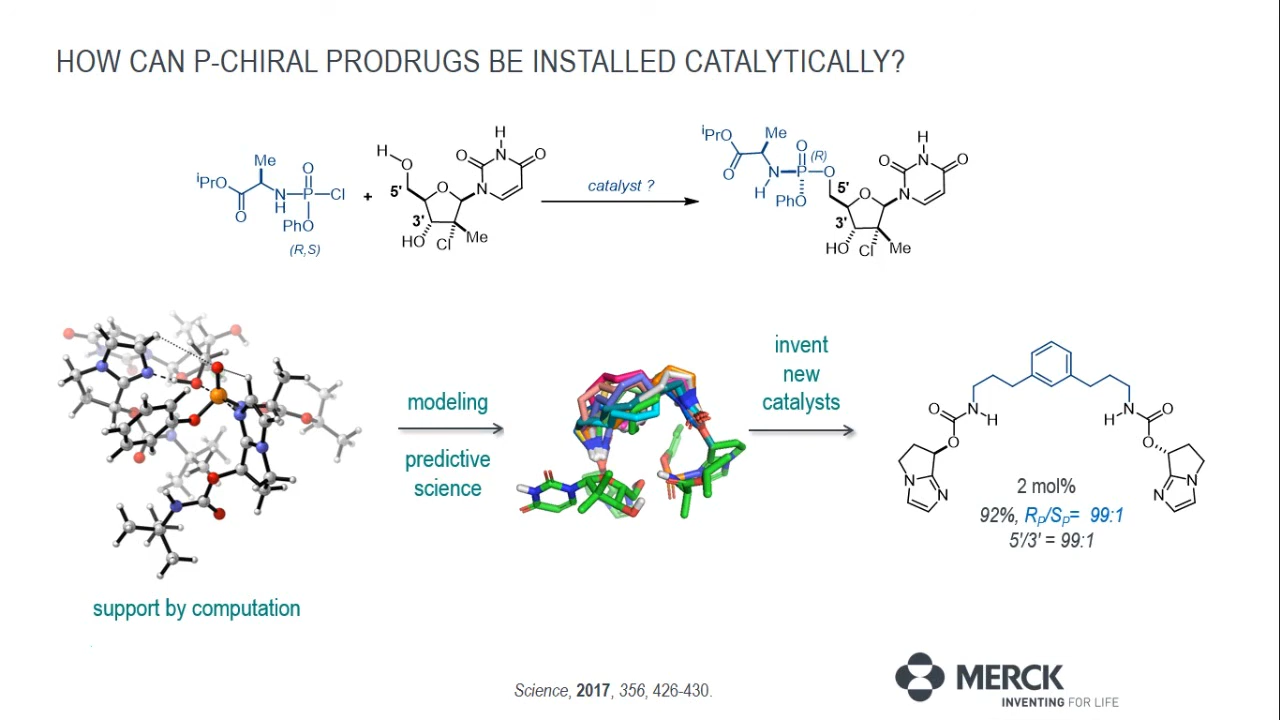 HOW CAN P-CHIRAL PRODRUGS BE INSTALLED CATALYTICALLY?
iPrO
Me
O
O
N
H
P
Cl
PhO
(R,S)
+
H
O
5'
3'
HO
Cl
Me
O
N
O
H
N
O
catalyst ?
iPrO
Me
O
O
(R)
N
H
P
O
PhO
5'
3'
HO
Cl
Me
O
N
O
H
N
O
support by computation
modeling
predictive
science
invent
new
catalysts
O
N
H
O
N
N
H
N
O
O
N
N
2 mol%
92%, RP/SP= 99:1
5'/3' = 99:1
Science, 2017, 356, 426-430.
MERCK
INVENTING FOR LIFE